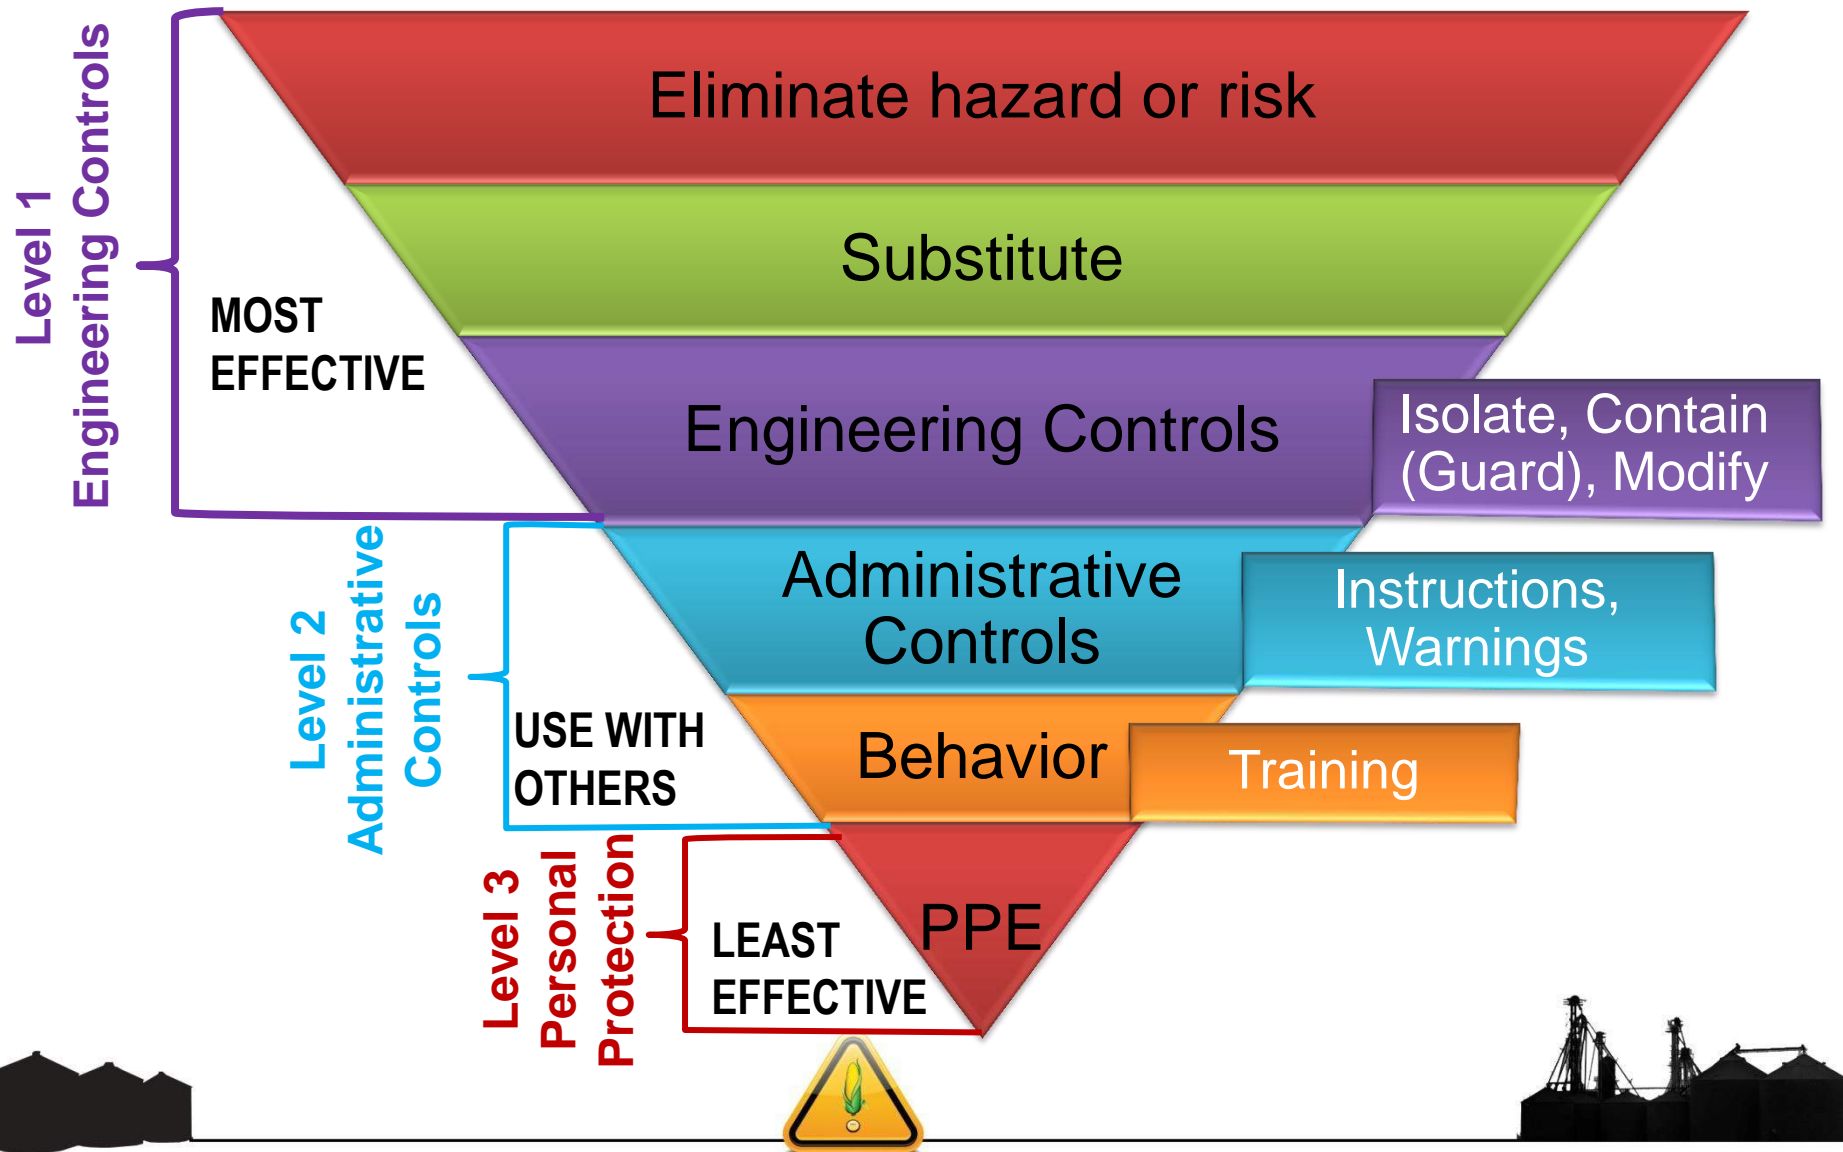 Level 1
Engineering Controls
MOST
EFFECTIVE
Eliminate hazard or risk
Substitute
Engineering Controls
Isolate, Contain
(Guard), Modify
Level 2
Administrative
Controls
USE WITH
OTHERS
Administrative
Controls
Instructions,
Warnings
Behavior
Training
Level 3
Personal
Protection
LEAST
EFFECTIVE
PPE